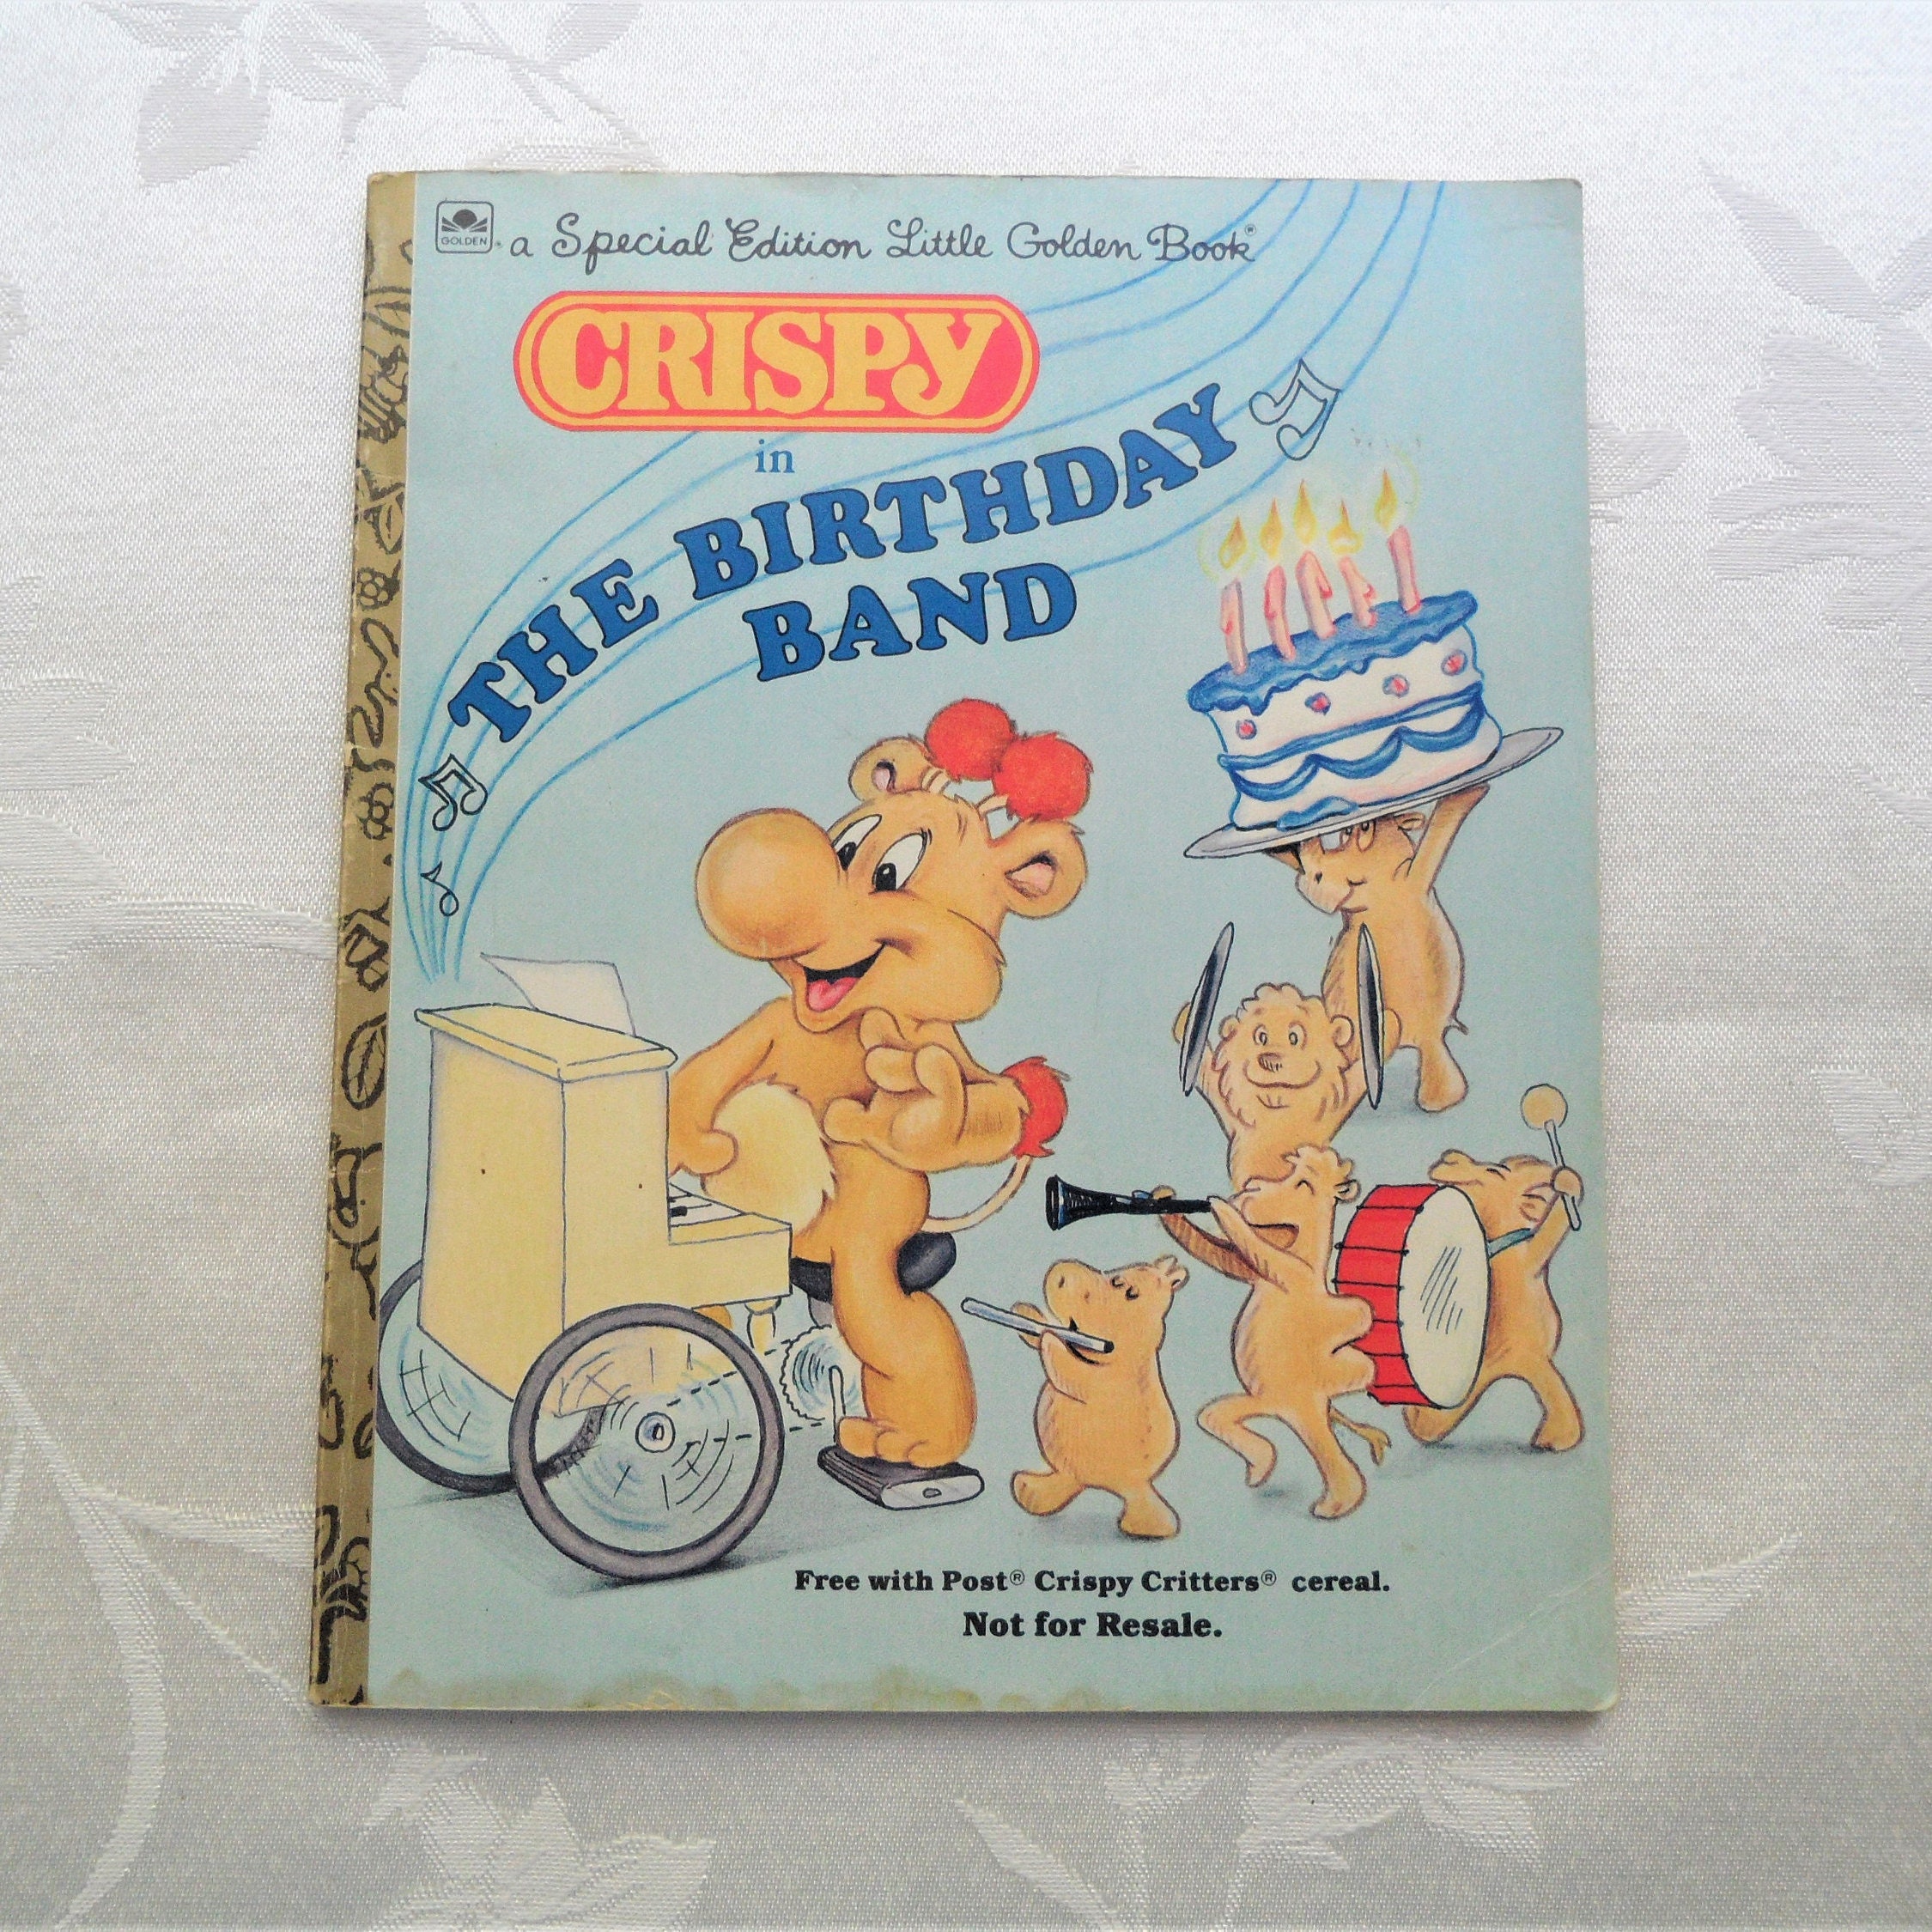 GOLDEN® a Special Edition Little Golden Book®
CRISPY
in
THE BIRTHDAY
BAND
Free with Post® Crispy Critters® cereal.
Not for Resale.